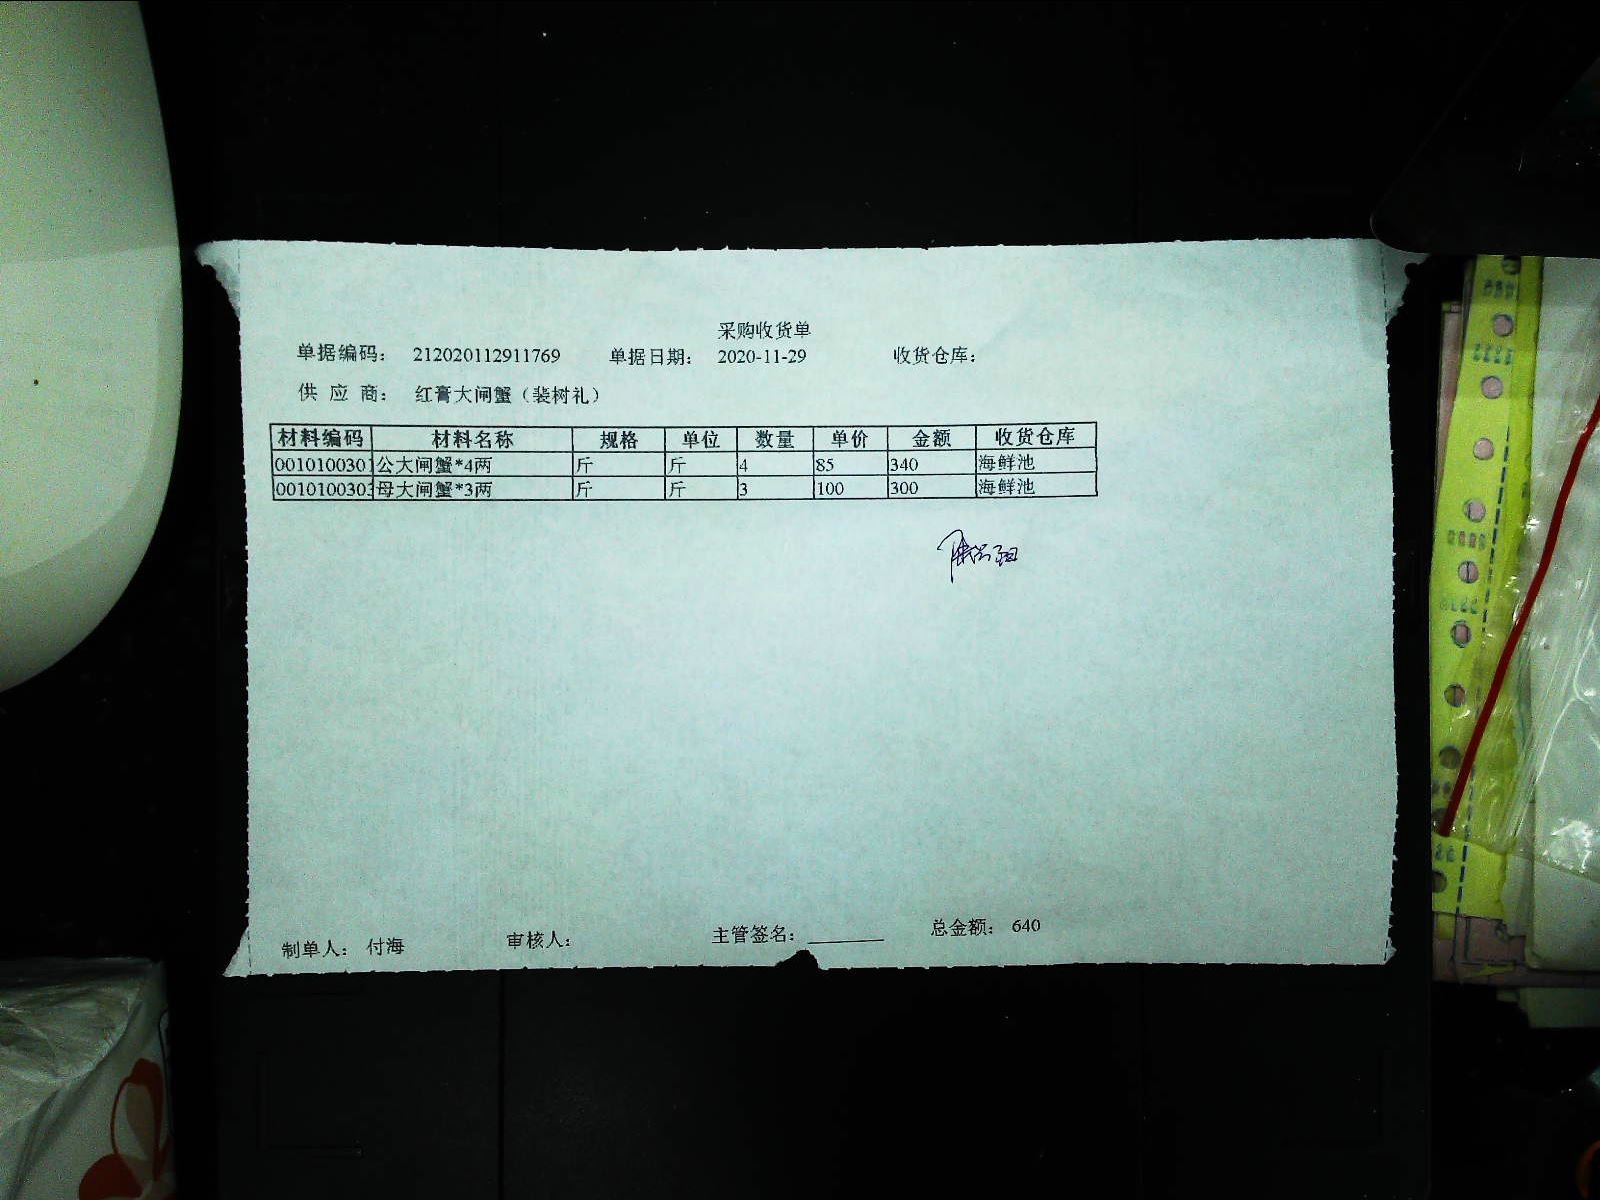 采购收货单
单据编码： 212020112911769 单据日期： 2020-11-29 收货仓库：
供 应 商： 红膏大闸蟹（裴树礼）
材料编码 材料名称 规格 单位 数量 单价 金额 收货仓库
0010100301 公大闸蟹*4两 斤 斤 4 85 340 海鲜池
0010100303 母大闸蟹*3两 斤 斤 3 100 300 海鲜池
制单人： 付海 审核人： 主管签名： ________ 总金额： 640